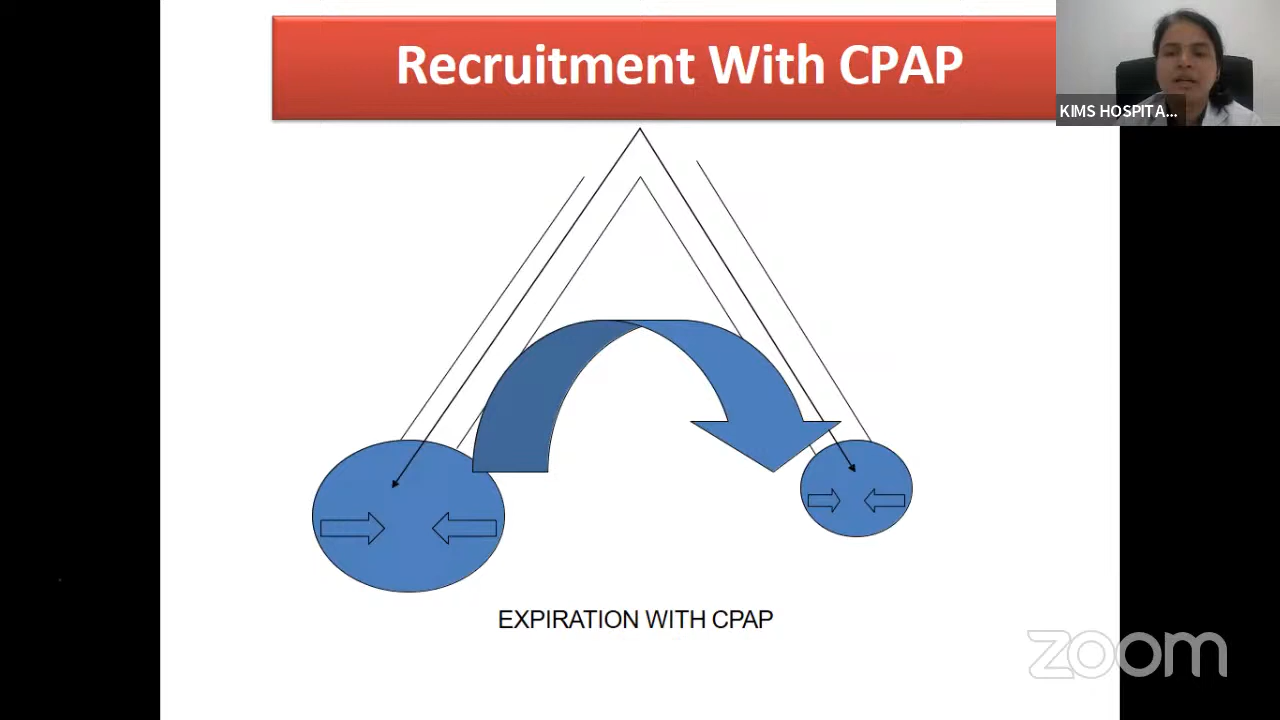 Recruitment With CPAP
KIMS HOSPITA...
EXPIRATION WITH CPAP
zoom